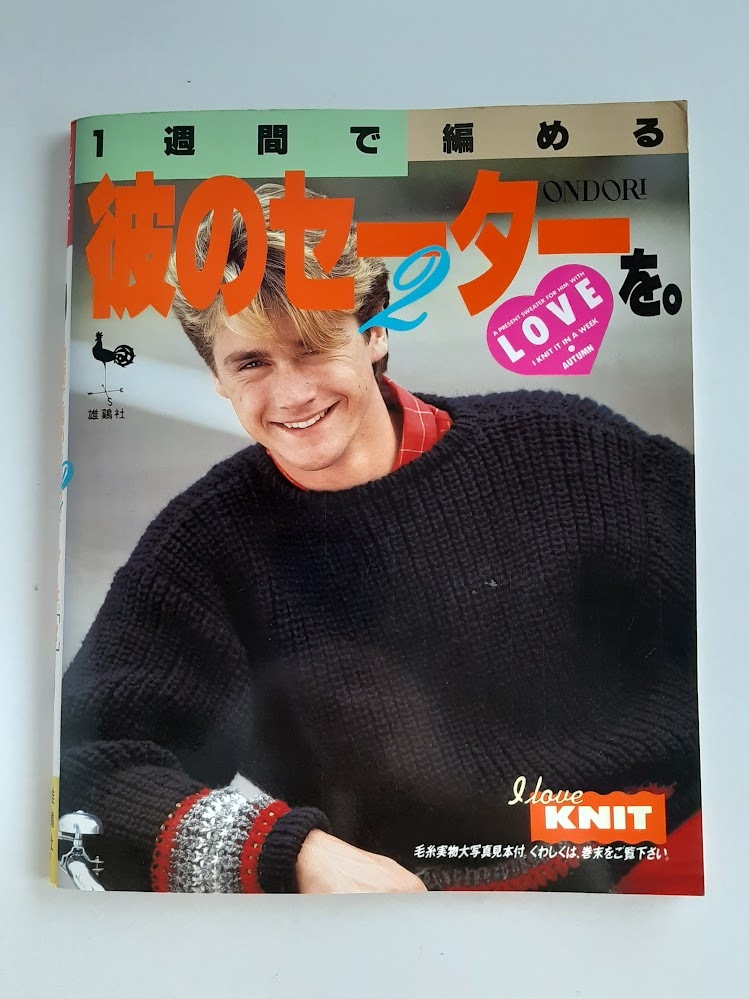 1週間で編める
彼のセーターを。
2
ONDORI
A PRESENT SWEATER FOR HIM WITH
LOVE
I KNIT IT IN A WEEK
AUTUMN
S
雄鶏社
I love
KNIT
毛糸実物大写真見本付。くわしくは、巻末をご覧下さい。